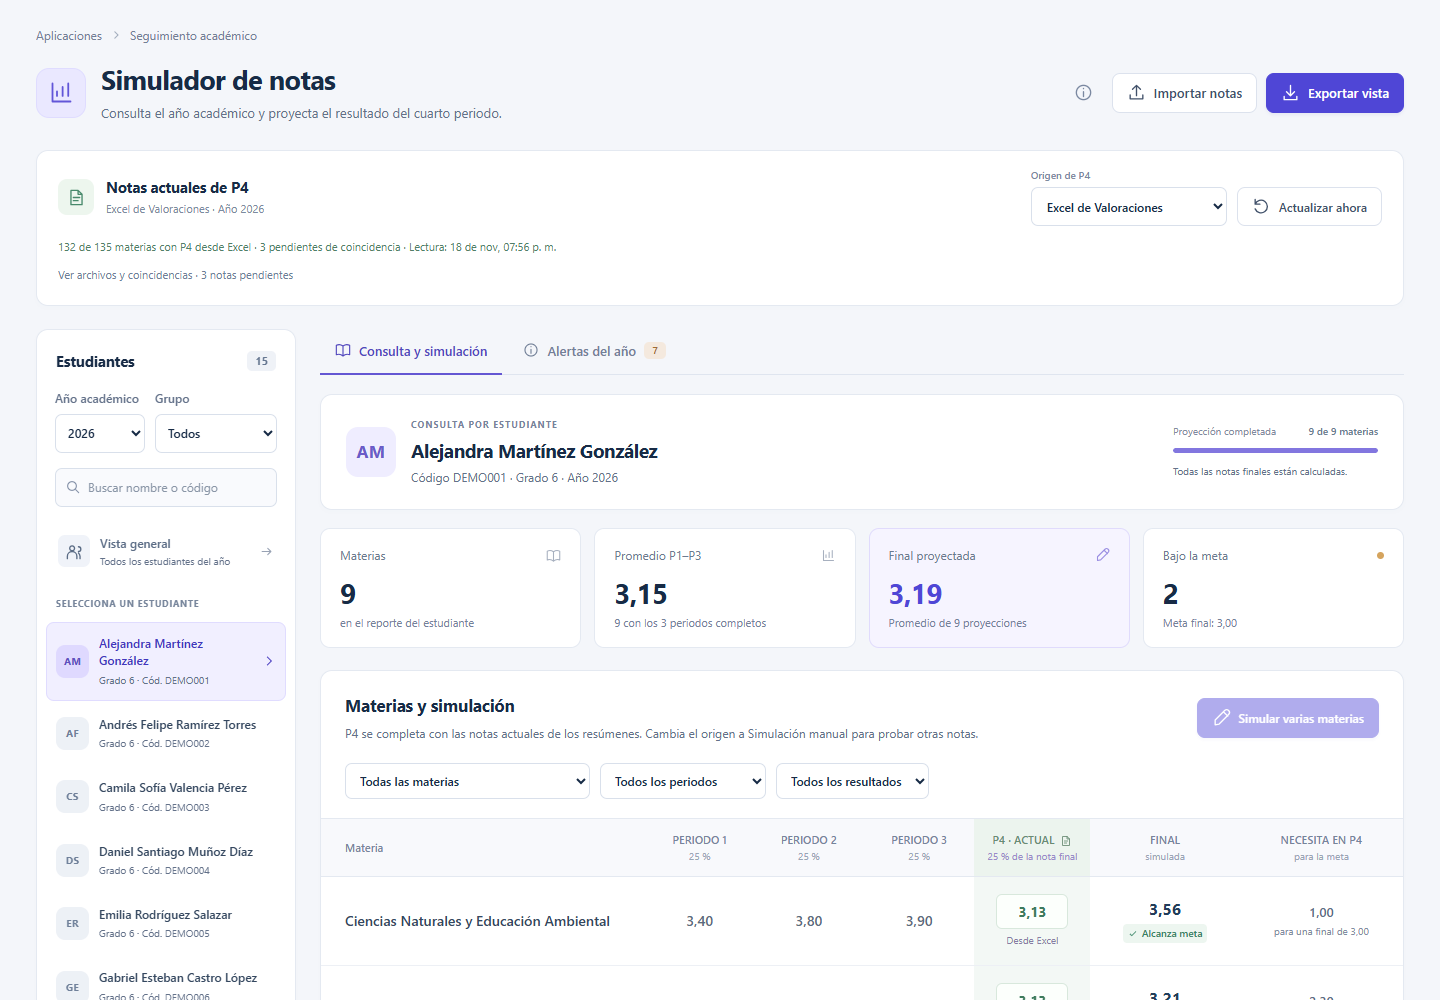 Aplicaciones > Seguimiento académico
Simulador de notas
Consulta el año académico y proyecta el resultado del cuarto periodo.
Importar notas
Exportar vista
Notas actuales de P4
Excel de Valoraciones · Año 2026
Origen de P4
Excel de Valoraciones
Actualizar ahora
132 de 135 materias con P4 desde Excel · 3 pendientes de coincidencia · Lectura: 18 de nov, 07:56 p. m.
Ver archivos y coincidencias · 3 notas pendientes
Estudiantes 15
Año académico Grupo
2026 Todos
Buscar nombre o código
Vista general
Todos los estudiantes del año
SELECCIONA UN ESTUDIANTE
AM
Alejandra Martínez
González
Grado 6 · Cód. DEMO001
AF
Andrés Felipe Ramírez Torres
Grado 6 · Cód. DEMO002
CS
Camila Sofía Valencia Pérez
Grado 6 · Cód. DEMO003
DS
Daniel Santiago Muñoz Díaz
Grado 6 · Cód. DEMO004
ER
Emilia Rodríguez Salazar
Grado 6 · Cód. DEMO005
GE
Gabriel Esteban Castro López
Grado 6 · Cód. DEMO006
Consulta y simulación
Alertas del año 7
AM
CONSULTA POR ESTUDIANTE
Alejandra Martínez González
Código DEMO001 · Grado 6 · Año 2026
Proyección completada 9 de 9 materias
Todas las notas finales están calculadas.
Materias
9
en el reporte del estudiante
Promedio P1–P3
3,15
9 con los 3 periodos completos
Final proyectada
3,19
Promedio de 9 proyecciones
Bajo la meta
2
Meta final: 3,00
Materias y simulación
P4 se completa con las notas actuales de los resúmenes. Cambia el origen a Simulación manual para probar otras notas.
Simular varias materias
Todas las materias
Todos los periodos
Todos los resultados
Materia
PERIODO 1
25 %
PERIODO 2
25 %
PERIODO 3
25 %
P4 · ACTUAL
25 % de la nota final
FINAL
simulada
NECESITA EN P4
para la meta
Ciencias Naturales y Educación Ambiental
3,40
3,80
3,90
3,13
Desde Excel
3,56
Alcanza meta
1,00
para una final de 3,00
3,21